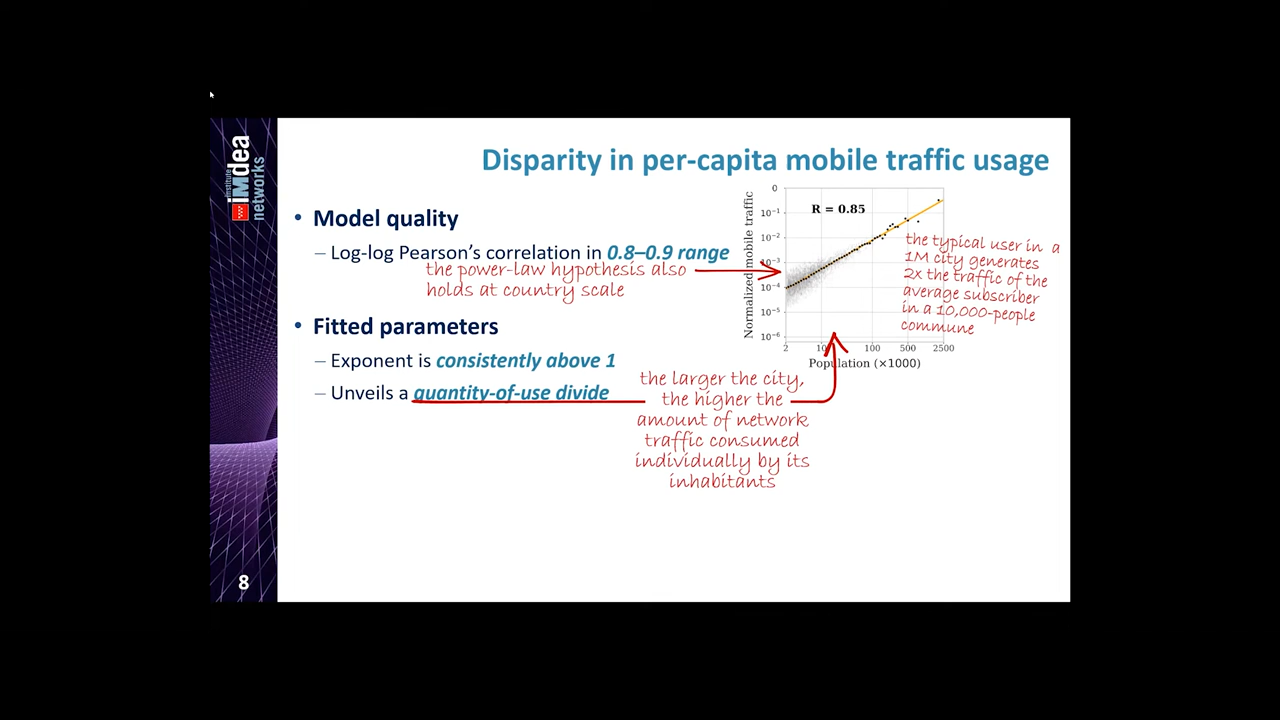 institute
iMdea
networks
Disparity in per-capita mobile traffic usage
• Model quality
– Log-log Pearson's correlation in 0.8–0.9 range
the power-law hypothesis also
holds at country scale
• Fitted parameters
– Exponent is consistently above 1
– Unveils a quantity-of-use divide
the larger the city,
the higher the
amount of network
traffic consumed
individually by its
inhabitants
Normalized mobile traffic
0
10⁻¹
10⁻²
10⁻³
10⁻⁴
10⁻⁵
10⁻⁶
R = 0.85
2 10 100 500 2500
Population (×1000)
the typical user in a
1M city generates
2x the traffic of the
average subscriber
in a 10,000-people
commune
8